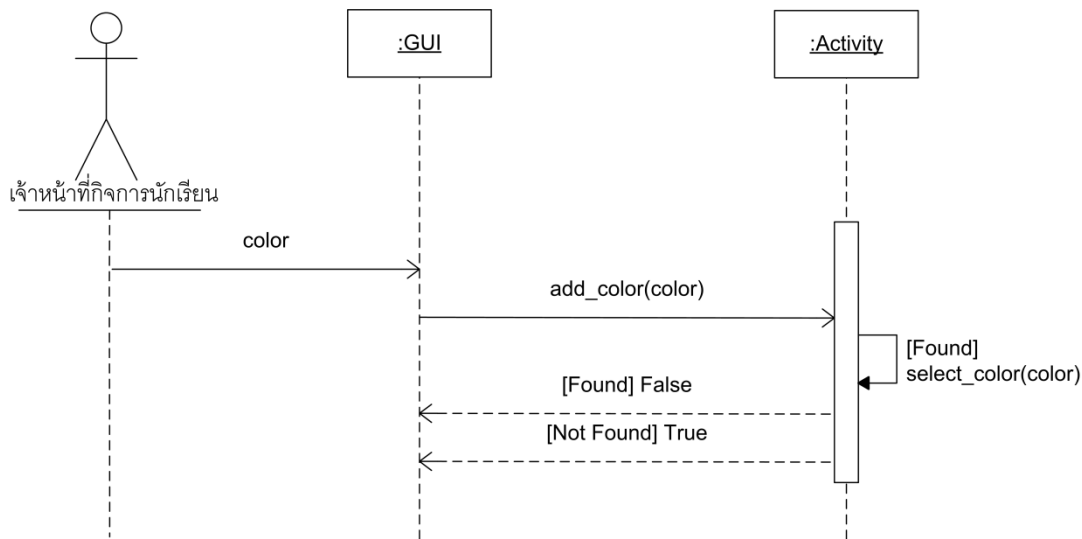 :GUI
:Activity
เจ้าหน้าที่กิจการนักเรียน
color
add_color(color)
[Found]
select_color(color)
[Found] False
[Not Found] True